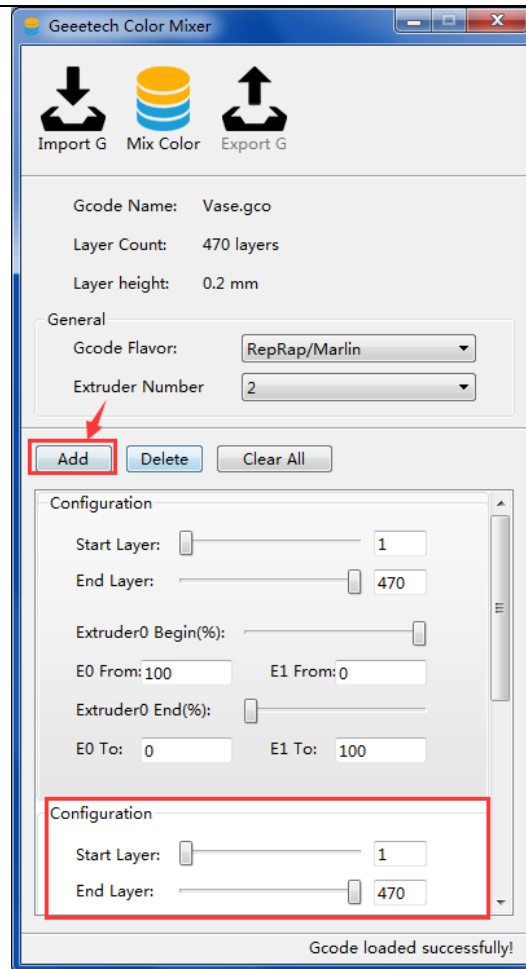 Geeetech Color Mixer
Import G Mix Color Export G
Gcode Name: Vase.gco
Layer Count: 470 layers
Layer height: 0.2 mm
General
Gcode Flavor: RepRap/Marlin
Extruder Number 2
Add Delete Clear All
Configuration
Start Layer: 1
End Layer: 470
Extruder0 Begin(%):
E0 From: 100 E1 From: 0
Extruder0 End(%):
E0 To: 0 E1 To: 100
Configuration
Start Layer: 1
End Layer: 470
Gcode loaded successfully!